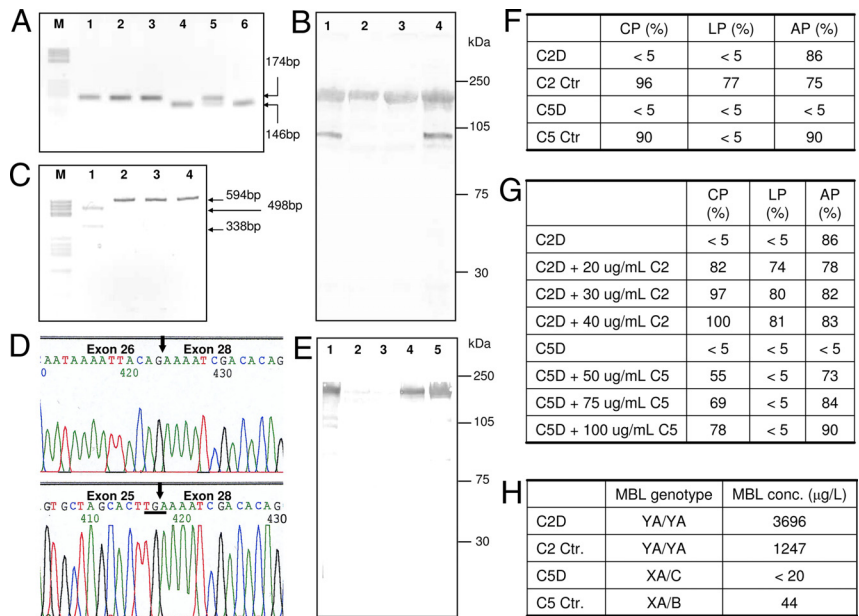 A
M 1 2 3 4 5 6
174bp
146bp
B
1 2 3 4
kDa
250
105
75
30
C
M 1 2 3 4
594bp
498bp
338bp
D
Exon 26 Exon 28
AATAAAATTACAGAAAATCGACACAG
0 420 430
Exon 25 Exon 28
GTGCTAGCACTTGAAAATCGACACAG
410 420 430
E
1 2 3 4 5
kDa
250
105
75
30
F
CP (%) LP (%) AP (%)
C2D < 5 < 5 86
C2 Ctr 96 77 75
C5D < 5 < 5 < 5
C5 Ctr 90 < 5 90
G
CP LP AP
(%) (%) (%)
C2D < 5 < 5 86
C2D + 20 ug/mL C2 82 74 78
C2D + 30 ug/mL C2 97 80 82
C2D + 40 ug/mL C2 100 81 83
C5D < 5 < 5 < 5
C5D + 50 ug/mL C5 55 < 5 73
C5D + 75 ug/mL C5 69 < 5 84
C5D + 100 ug/mL C5 78 < 5 90
H
MBL genotype MBL conc. (μg/L)
C2D YA/YA 3696
C2 Ctr. YA/YA 1247
C5D XA/C < 20
C5 Ctr. XA/B 44